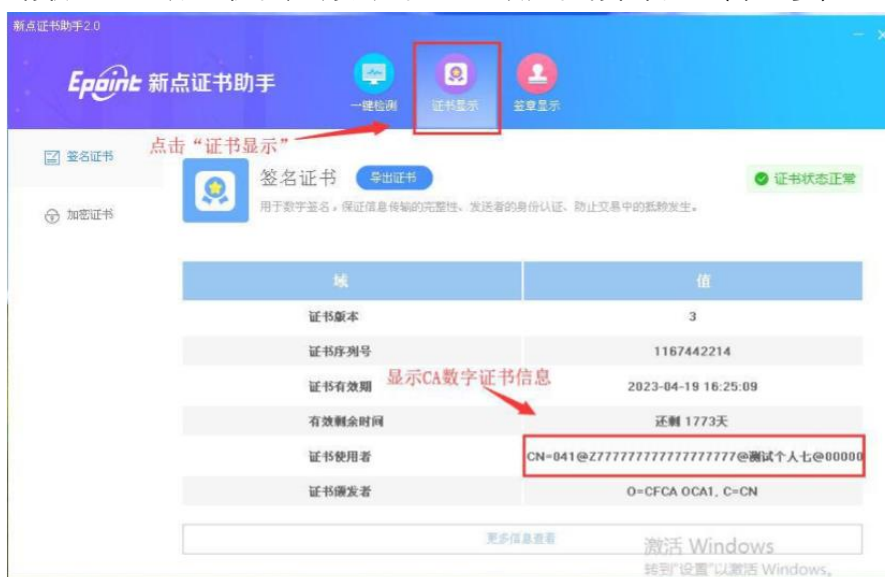 新点证书助手2.0
Epoint 新点证书助手
一键检测
证书显示
签章显示
点击“证书显示”
签名证书
加密证书
签名证书
导出证书
证书状态正常
用于数字签名，保证信息传输的完整性、发送者的身份认证、防止交易中的抵赖发生。
域 值
证书版本 3
证书序列号 1167442214
显示CA数字证书信息
证书有效期 2023-04-19 16:25:09
有效剩余时间 还剩 1773天
证书使用者 CN=041@Z777777777777777777@测试个人七@00000
证书颁发者 O=CFCA OCA1, C=CN
更多信息查看
激活 Windows
转到"设置"以激活 Windows。